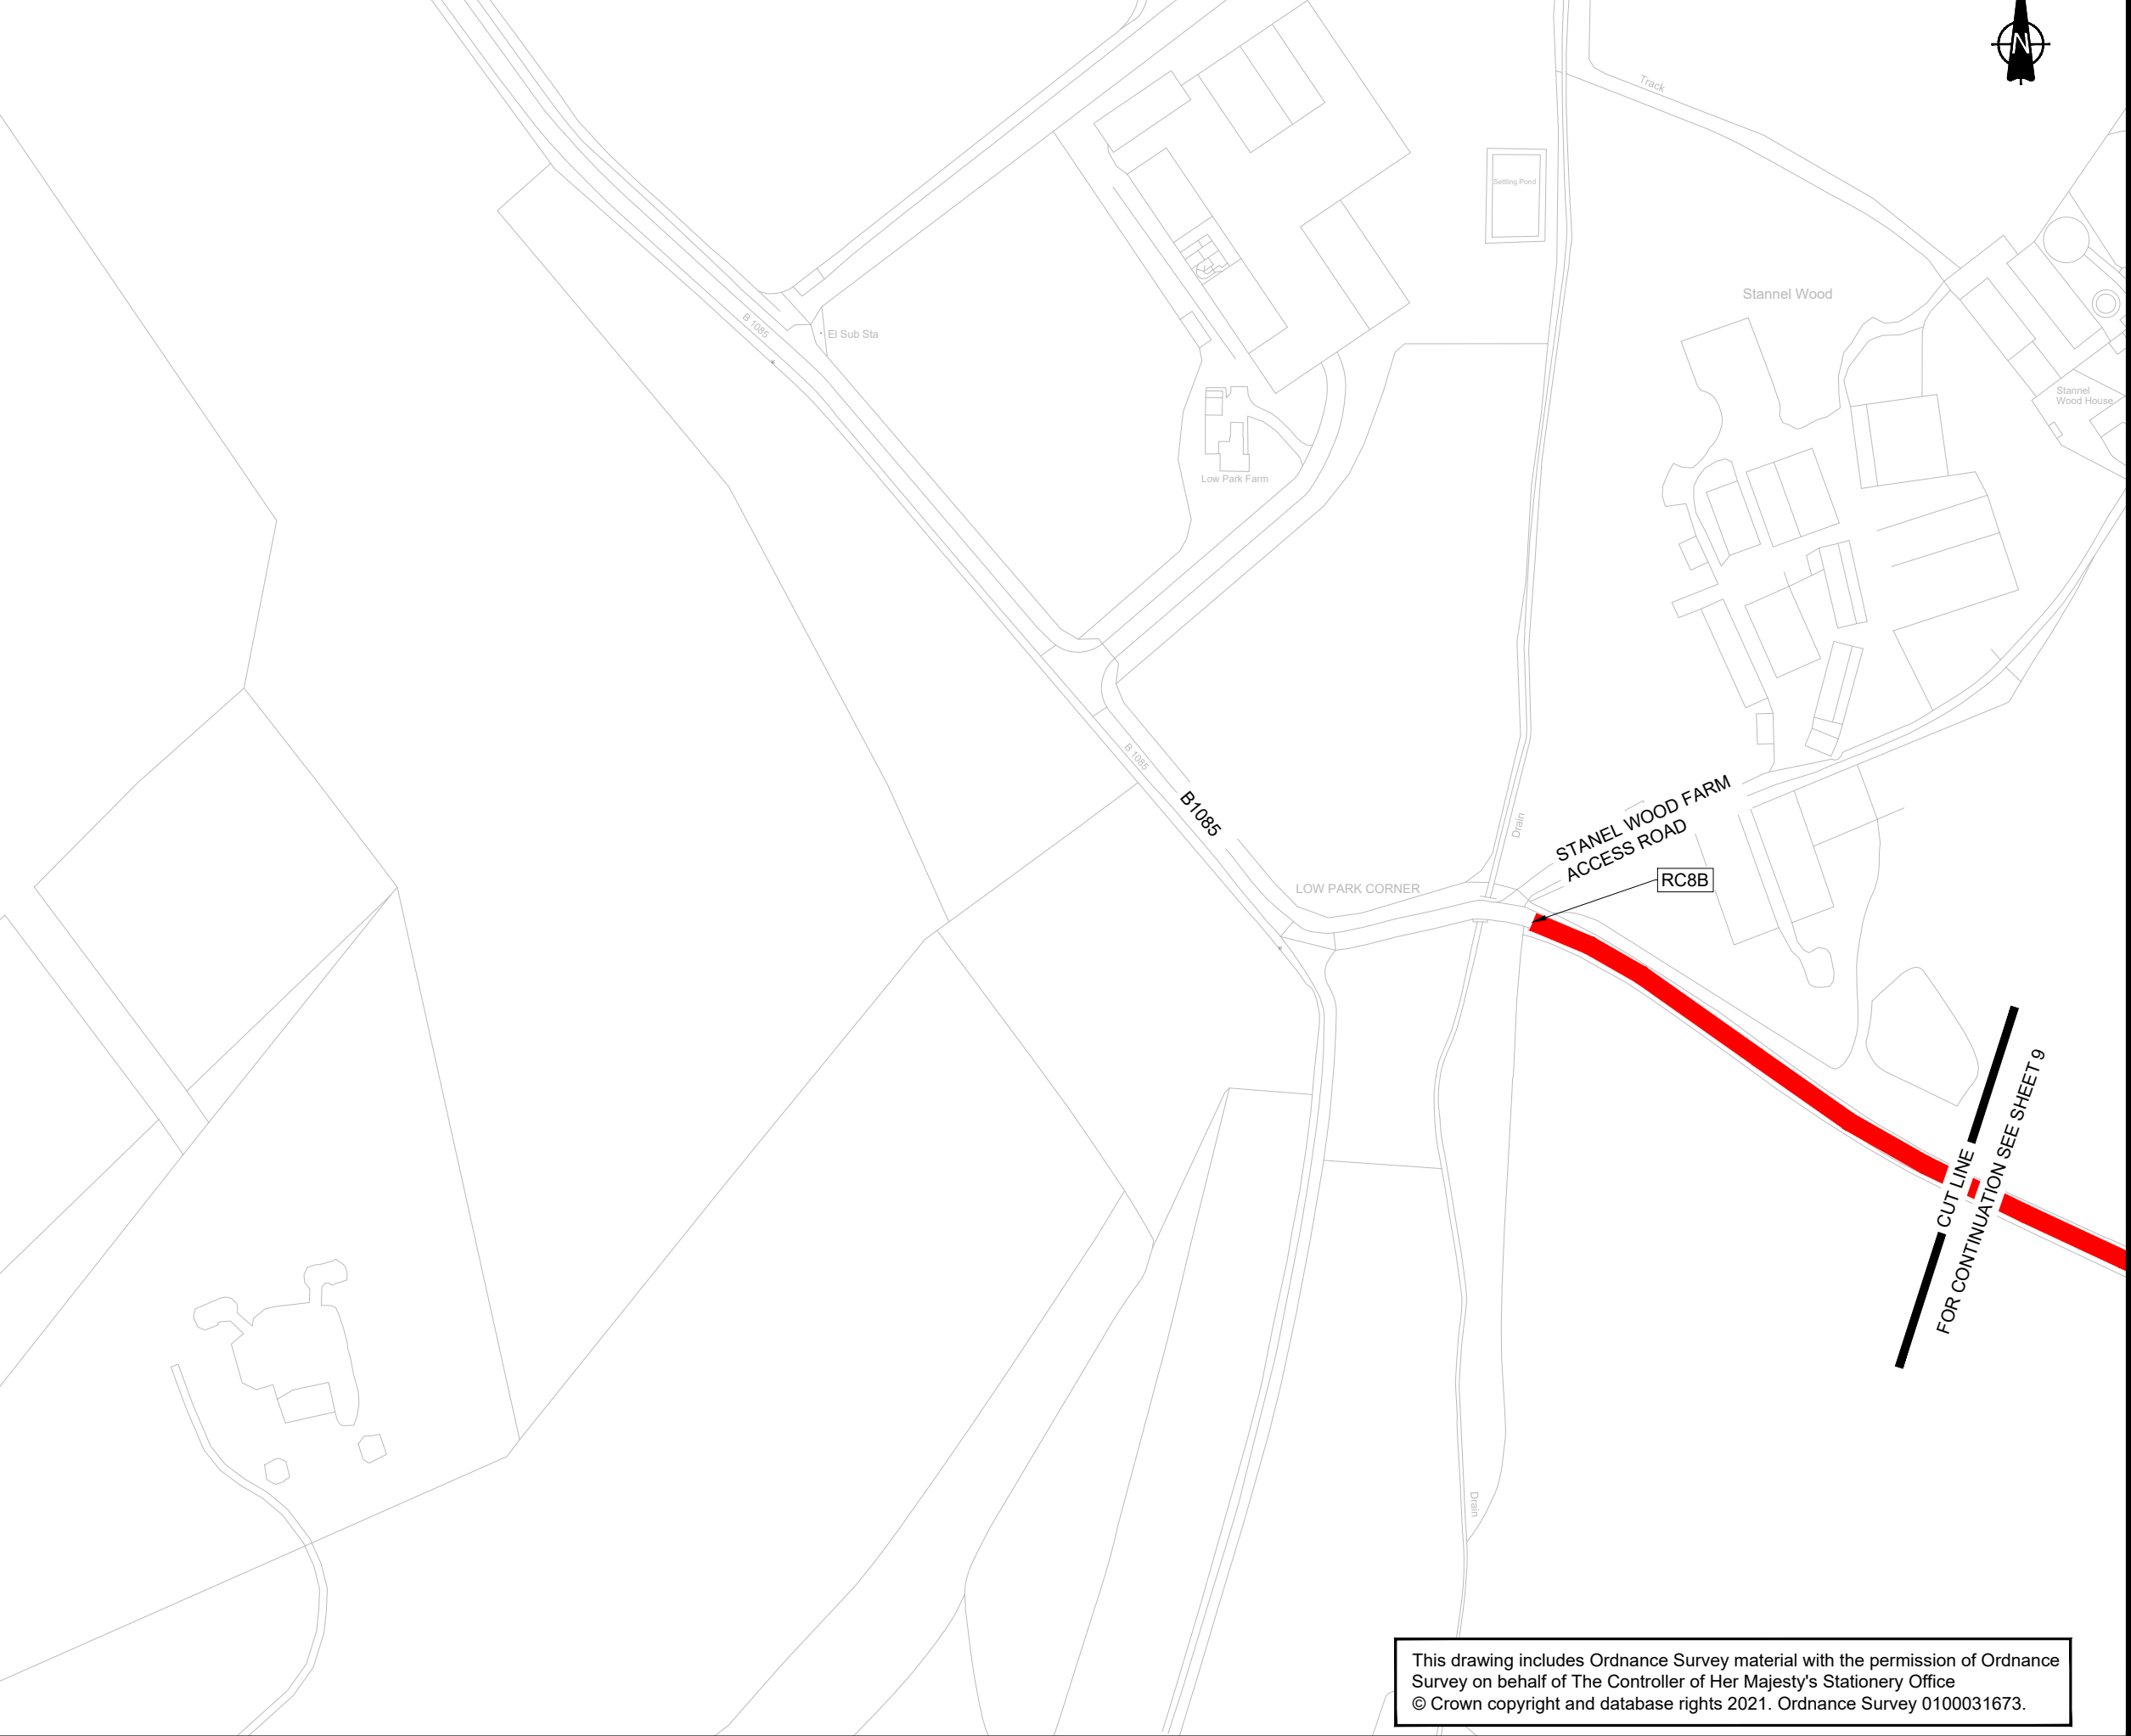 N
Track
Settling Pond
Stannel Wood
B 1085
El Sub Sta
Stannel
Wood House
Low Park Farm
B 1085
B1085
Drain
STANEL WOOD FARM
ACCESS ROAD
RC8B
LOW PARK CORNER
CUT LINE
FOR CONTINUATION SEE SHEET 9
Drain
This drawing includes Ordnance Survey material with the permission of Ordnance
Survey on behalf of The Controller of Her Majesty's Stationery Office
© Crown copyright and database rights 2021. Ordnance Survey 0100031673.